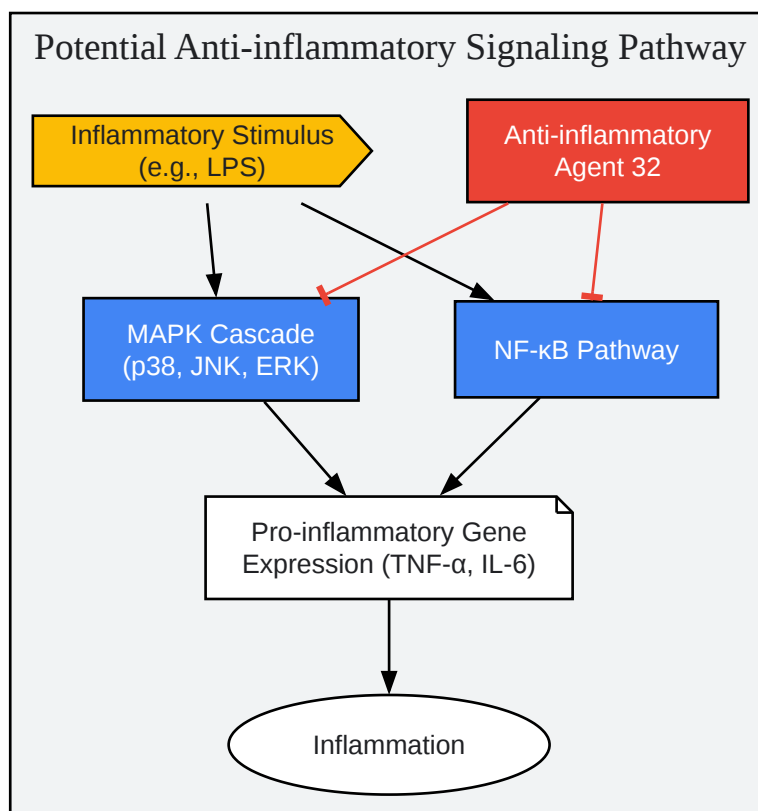 Potential Anti-inflammatory Signaling Pathway
Inflammatory Stimulus
(e.g., LPS)
Anti-inflammatory
Agent 32
MAPK Cascade
(p38, JNK, ERK)
NF-κB Pathway
Pro-inflammatory Gene
Expression (TNF-α, IL-6)
Inflammation